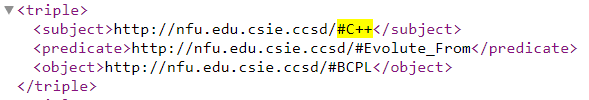 <triple>
<subject>http://nfu.edu.csie.ccsd/#C++</subject>
<predicate>http://nfu.edu.csie.ccsd/#Evolute_From</predicate>
<object>http://nfu.edu.csie.ccsd/#BCPL</object>
</triple>